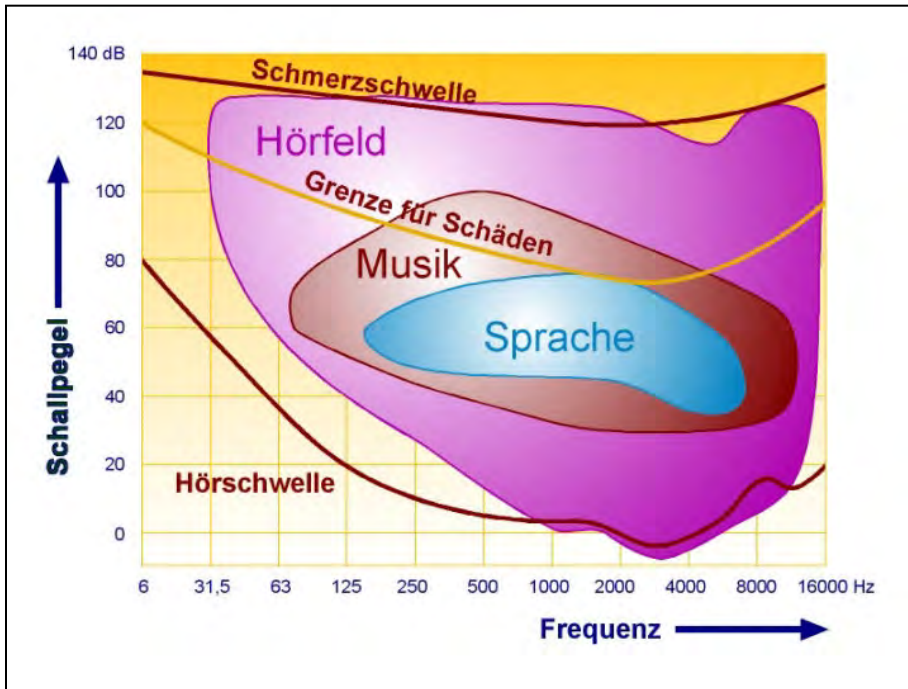 140 dB
120
100
80
60
40
20
0
Schallpegel
Schmerzschwelle
Hörfeld
Grenze für Schäden
Musik
Sprache
Hörschwelle
6 31,5 63 125 250 500 1000 2000 4000 8000 16000 Hz
Frequenz